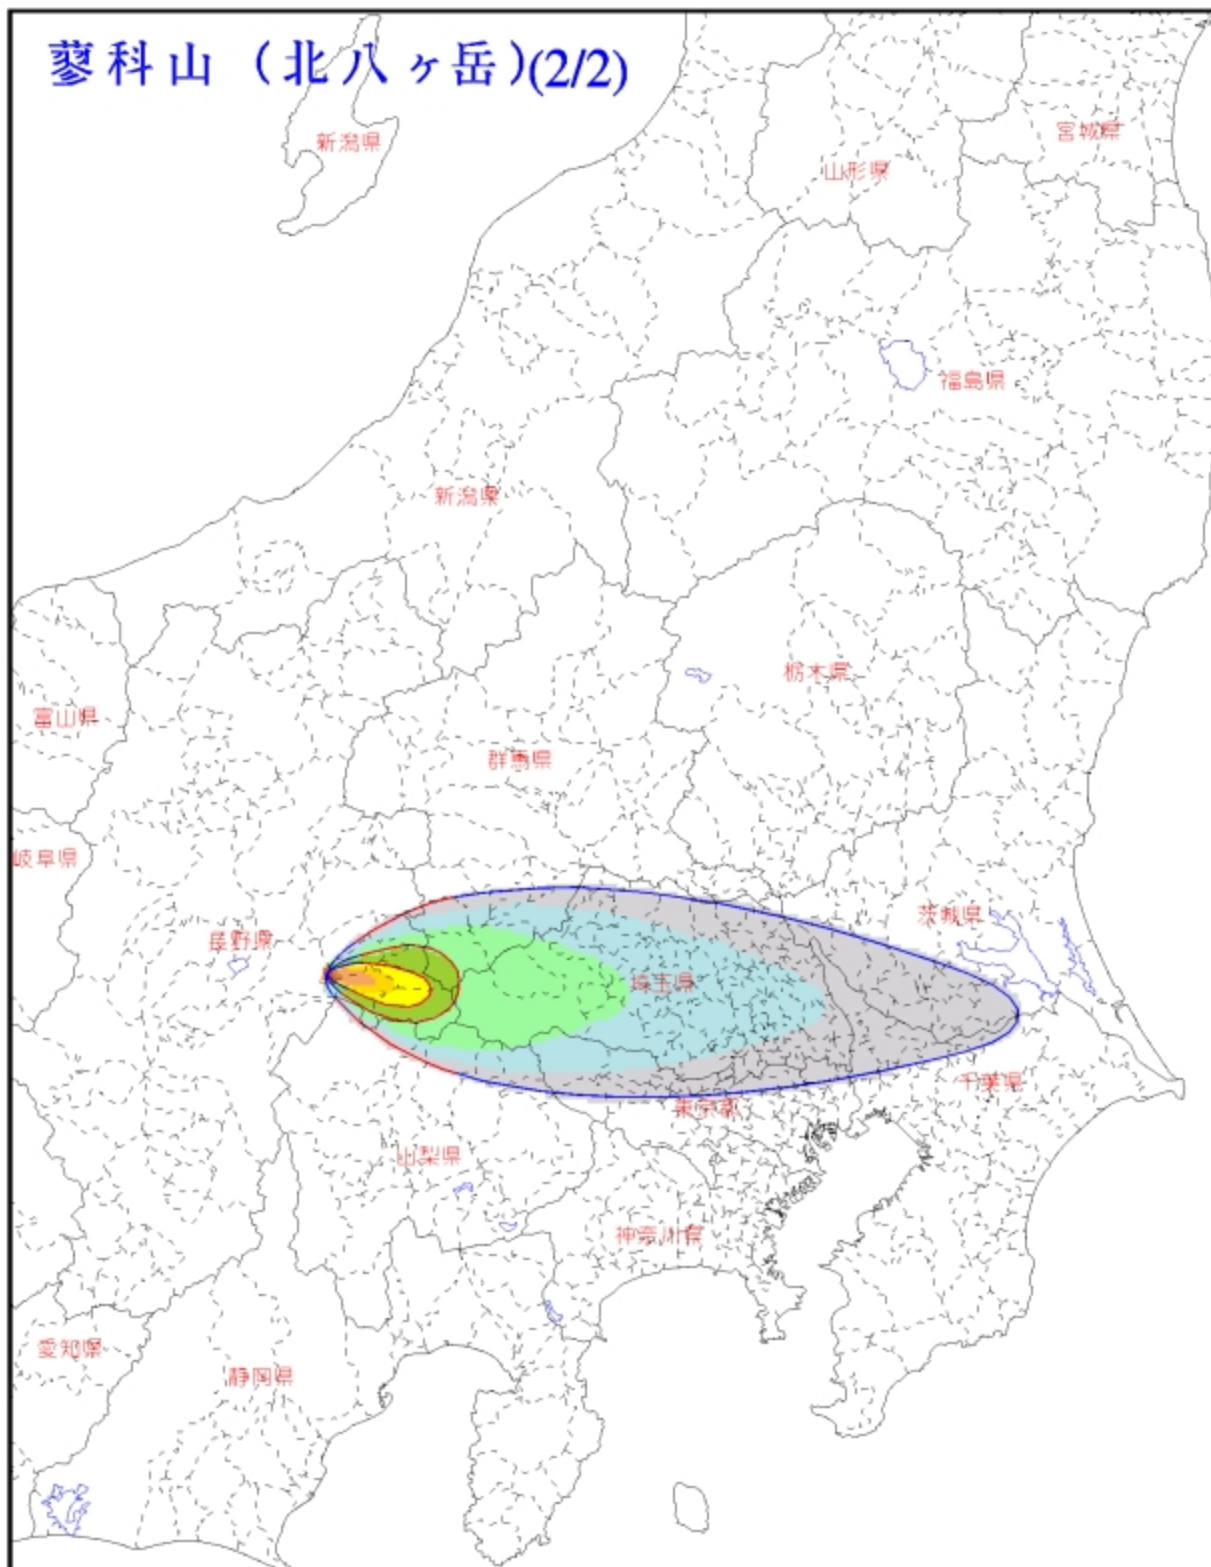 蓼科山（北八ヶ岳）(2/2)
新潟県
宮城県
山形県
福島県
新潟県
栃木県
富山県
群馬県
岐阜県
茨城県
長野県
埼玉県
千葉県
東京都
山梨県
神奈川県
愛知県
静岡県